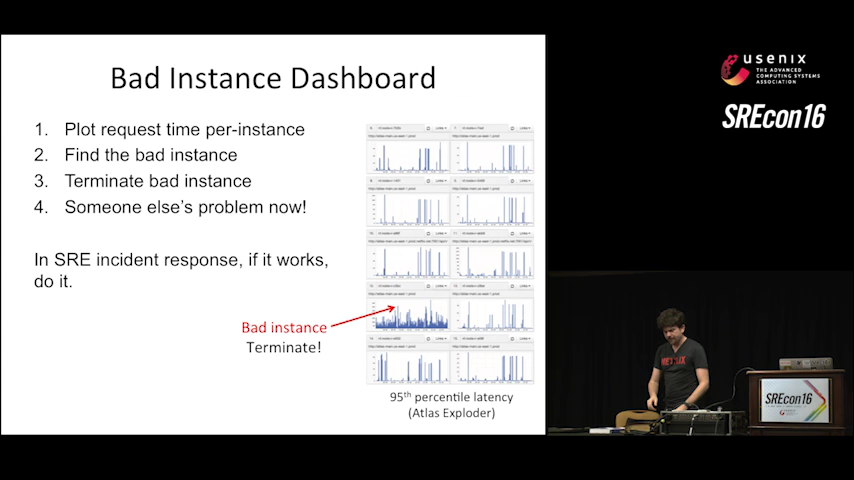 Bad Instance Dashboard
1. Plot request time per-instance
2. Find the bad instance
3. Terminate bad instance
4. Someone else's problem now!
In SRE incident response, if it works,
do it.
Bad instance
Terminate!
95th percentile latency
(Atlas Exploder)
usenix
THE ADVANCED
COMPUTING SYSTEMS
ASSOCIATION
SREcon16
NETFLIX
SREcon16